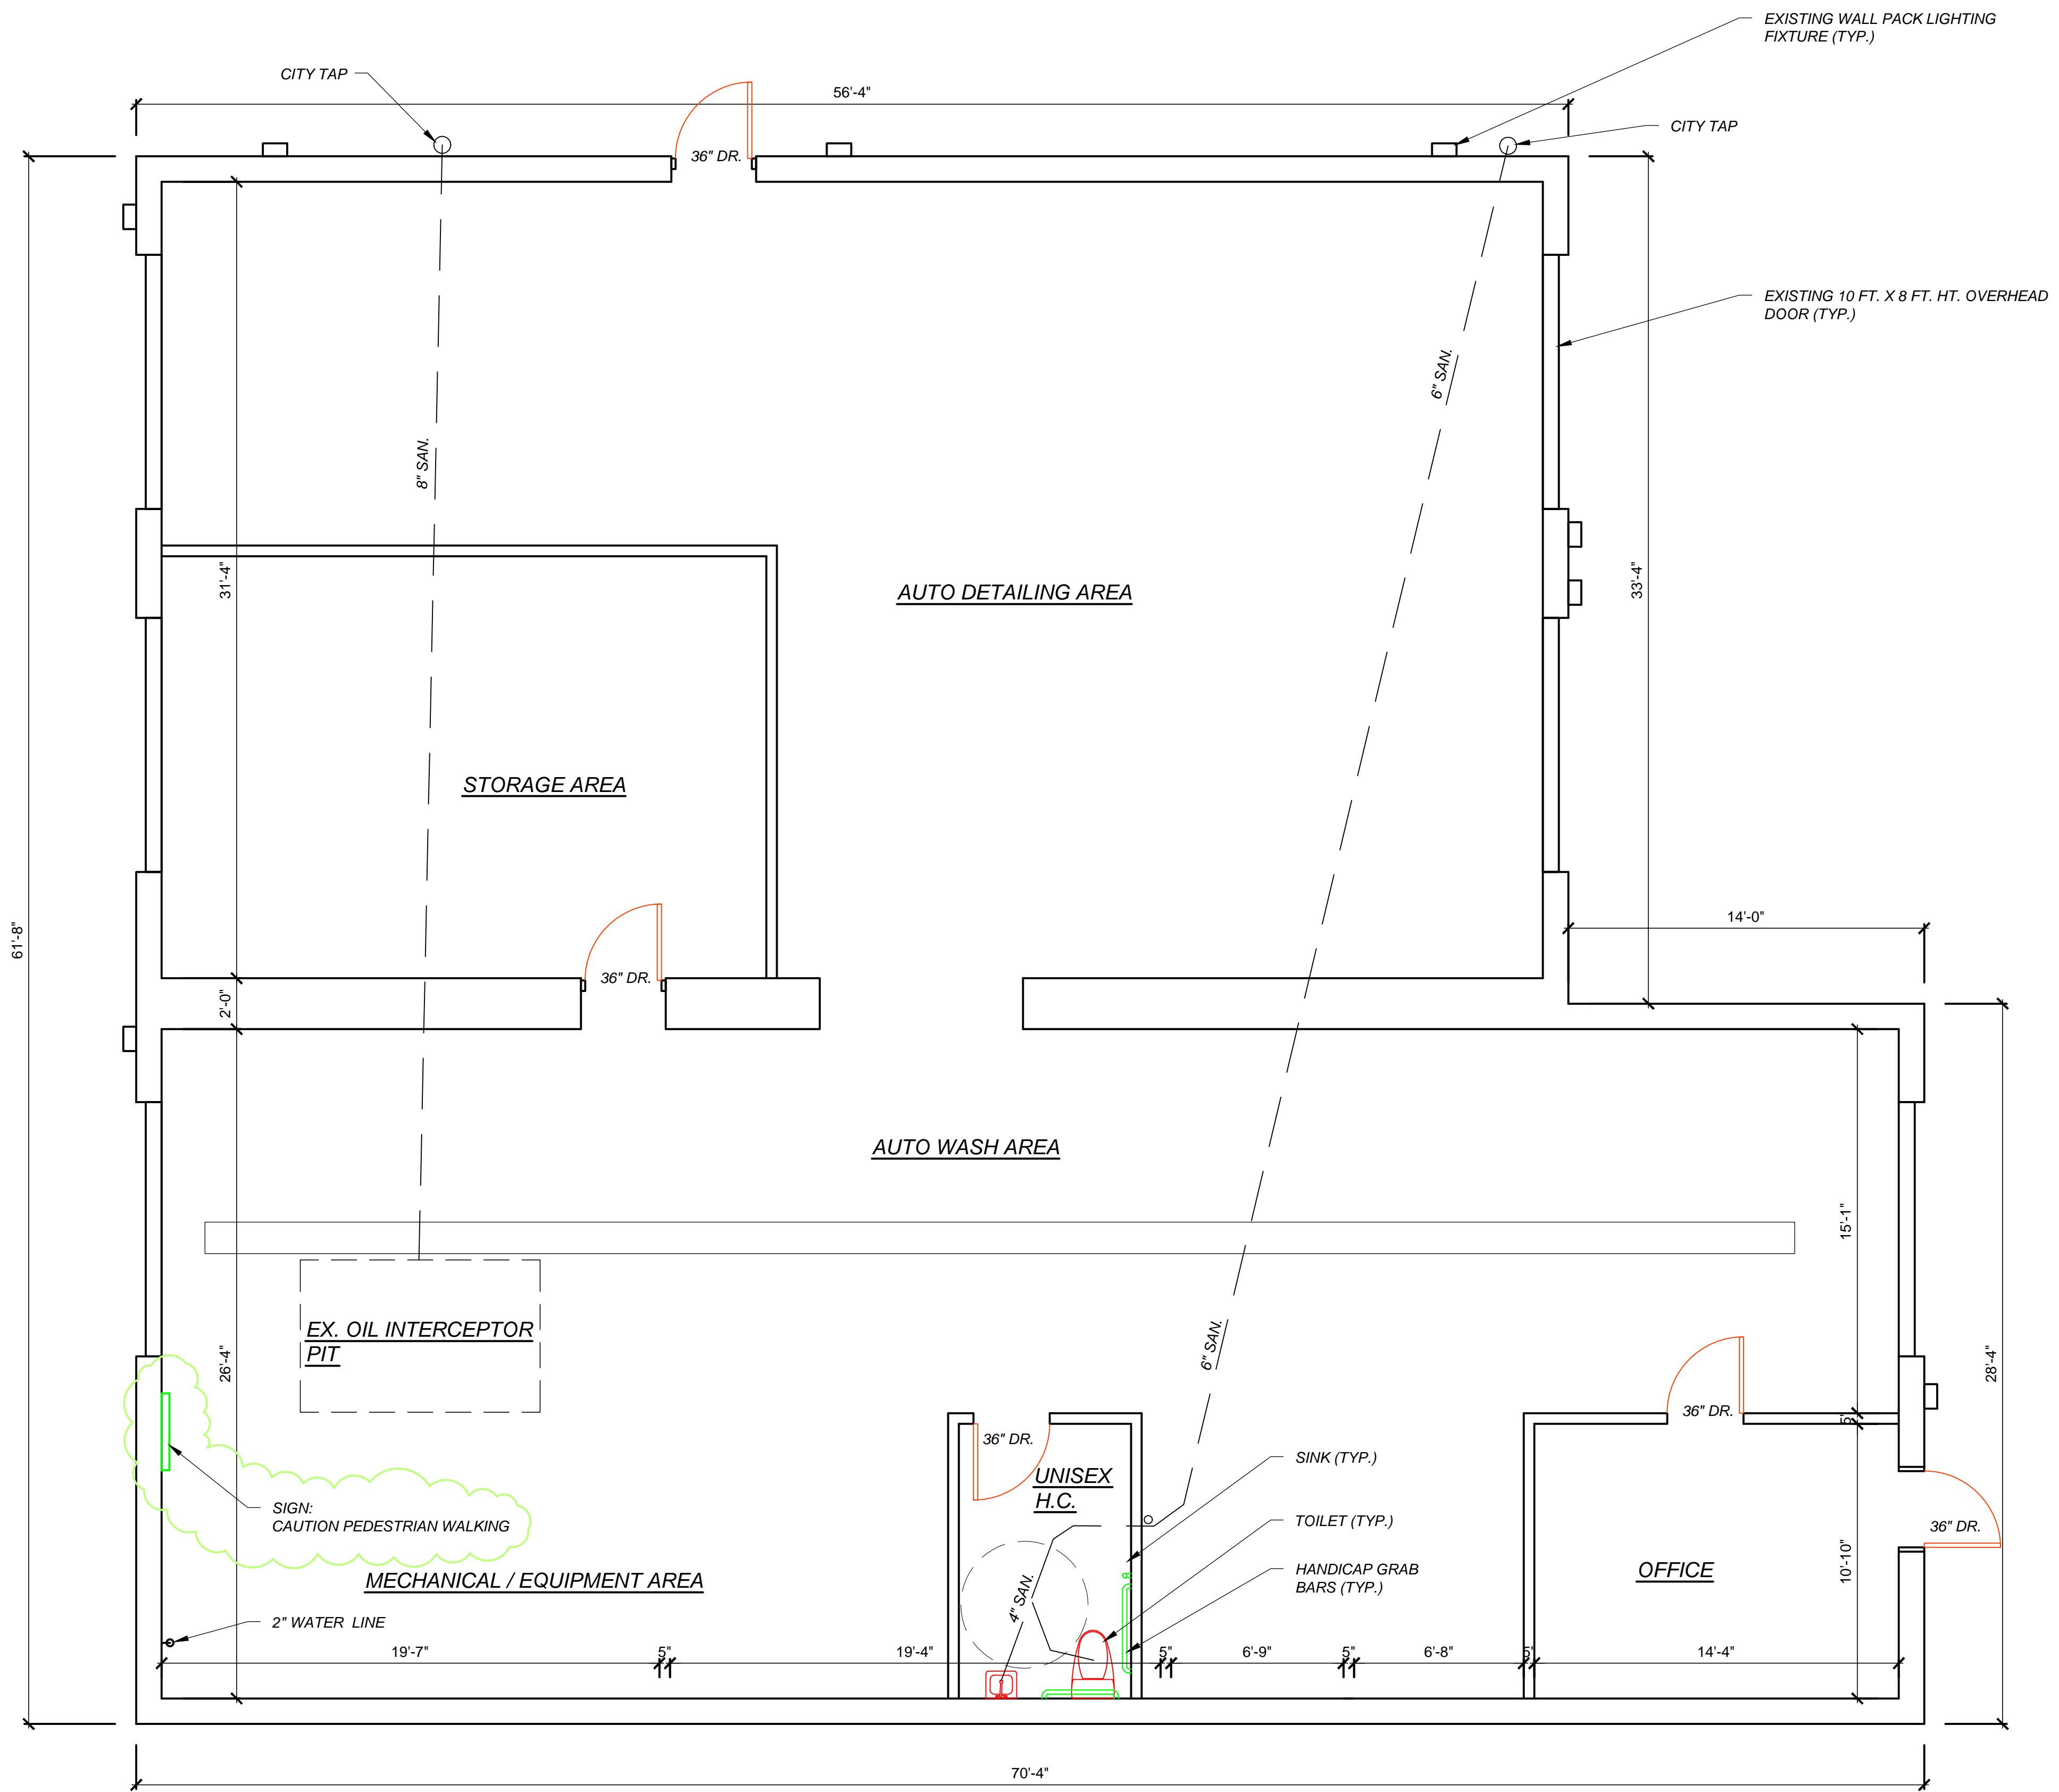 EXISTING WALL PACK LIGHTING
FIXTURE (TYP.)
CITY TAP
56'-4"
CITY TAP
36" DR.
EXISTING 10 FT. X 8 FT. HT. OVERHEAD
DOOR (TYP.)
6" SAN.
8" SAN.
31'-4"
AUTO DETAILING AREA
33'-4"
STORAGE AREA
61'-8"
14'-0"
36" DR.
2'-0"
AUTO WASH AREA
15'-1"
EX. OIL INTERCEPTOR
PIT
6" SAN.
26'-4"
28'-4"
36" DR.
5"
36" DR.
UNISEX
H.C.
SINK (TYP.)
SIGN:
CAUTION PEDESTRIAN WALKING
TOILET (TYP.)
36" DR.
MECHANICAL / EQUIPMENT AREA
HANDICAP GRAB
BARS (TYP.)
OFFICE
10'-10"
4" SAN.
2" WATER LINE
19'-7"
5"
19'-4"
5"
6'-9"
5"
6'-8"
5"
14'-4"
70'-4"